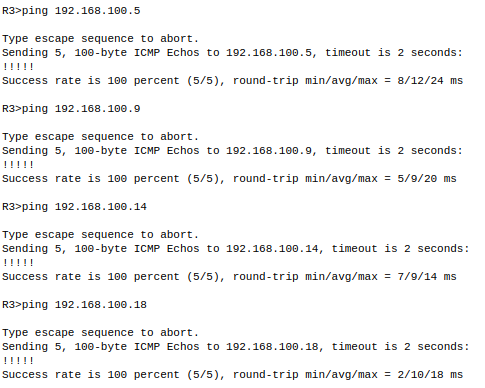 R3>ping 192.168.100.5
Type escape sequence to abort.
Sending 5, 100-byte ICMP Echos to 192.168.100.5, timeout is 2 seconds:
!!!!!
Success rate is 100 percent (5/5), round-trip min/avg/max = 8/12/24 ms
R3>ping 192.168.100.9
Type escape sequence to abort.
Sending 5, 100-byte ICMP Echos to 192.168.100.9, timeout is 2 seconds:
!!!!!
Success rate is 100 percent (5/5), round-trip min/avg/max = 5/9/20 ms
R3>ping 192.168.100.14
Type escape sequence to abort.
Sending 5, 100-byte ICMP Echos to 192.168.100.14, timeout is 2 seconds:
!!!!!
Success rate is 100 percent (5/5), round-trip min/avg/max = 7/9/14 ms
R3>ping 192.168.100.18
Type escape sequence to abort.
Sending 5, 100-byte ICMP Echos to 192.168.100.18, timeout is 2 seconds:
!!!!!
Success rate is 100 percent (5/5), round-trip min/avg/max = 2/10/18 ms